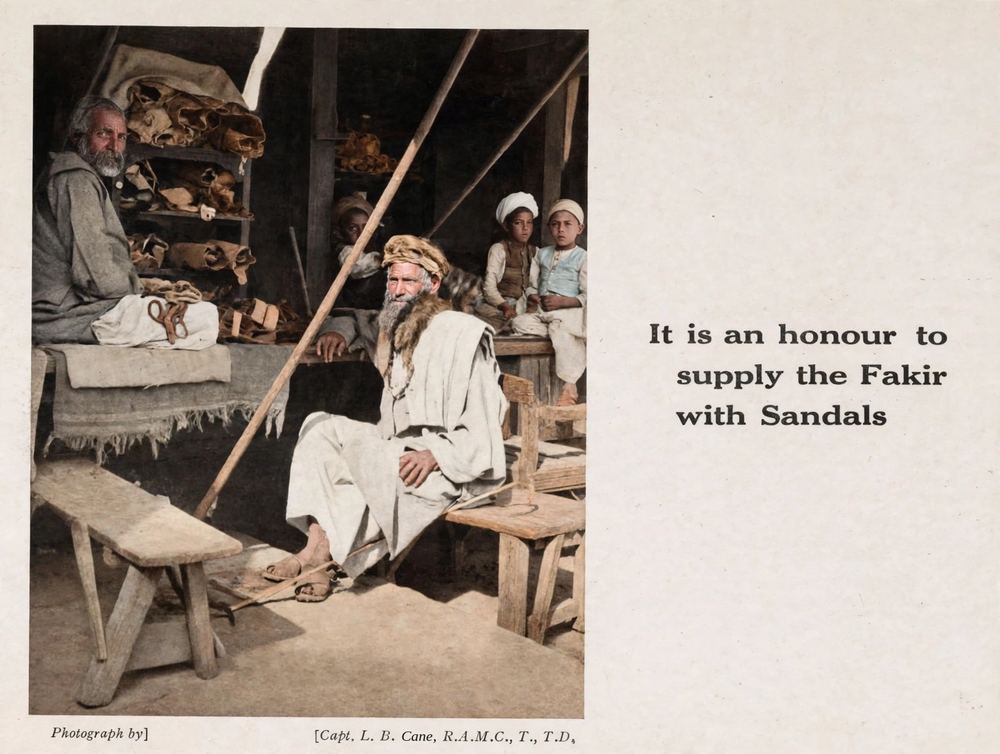 It is an honour to
supply the Fakir
with Sandals
Photograph by]
[Capt. L. B. Cane, R.A.M.C., T., T.D.